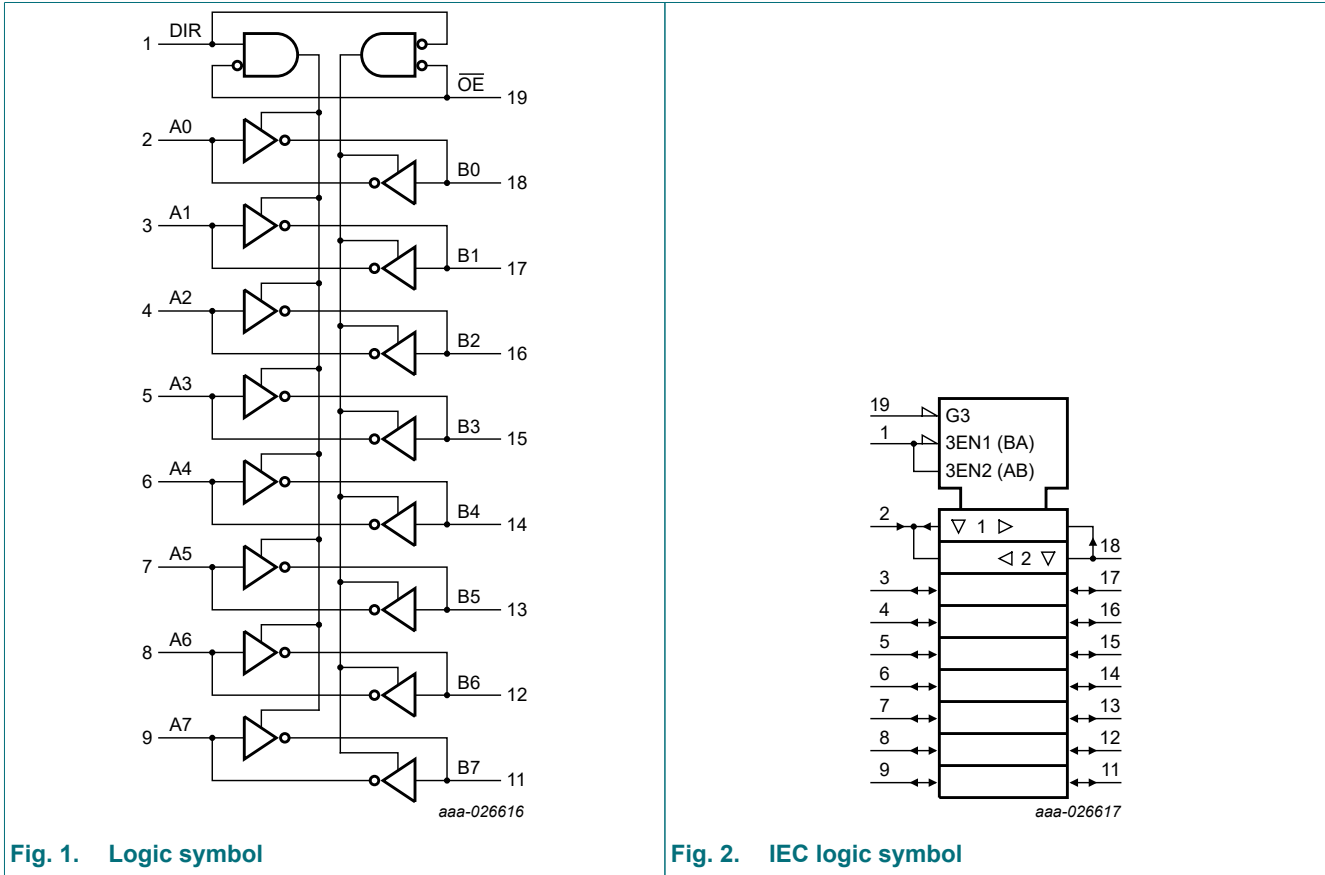 1 DIR
OE 19
2 A0
B0 18
3 A1
B1 17
4 A2
B2 16
5 A3
B3 15
6 A4
B4 14
7 A5
B5 13
8 A6
B6 12
9 A7
B7 11
aaa-026616
Fig. 1. Logic symbol
19 G3
1 3EN1 (BA)
3EN2 (AB)
2 1
2 18
3 17
4 16
5 15
6 14
7 13
8 12
9 11
aaa-026617
Fig. 2. IEC logic symbol